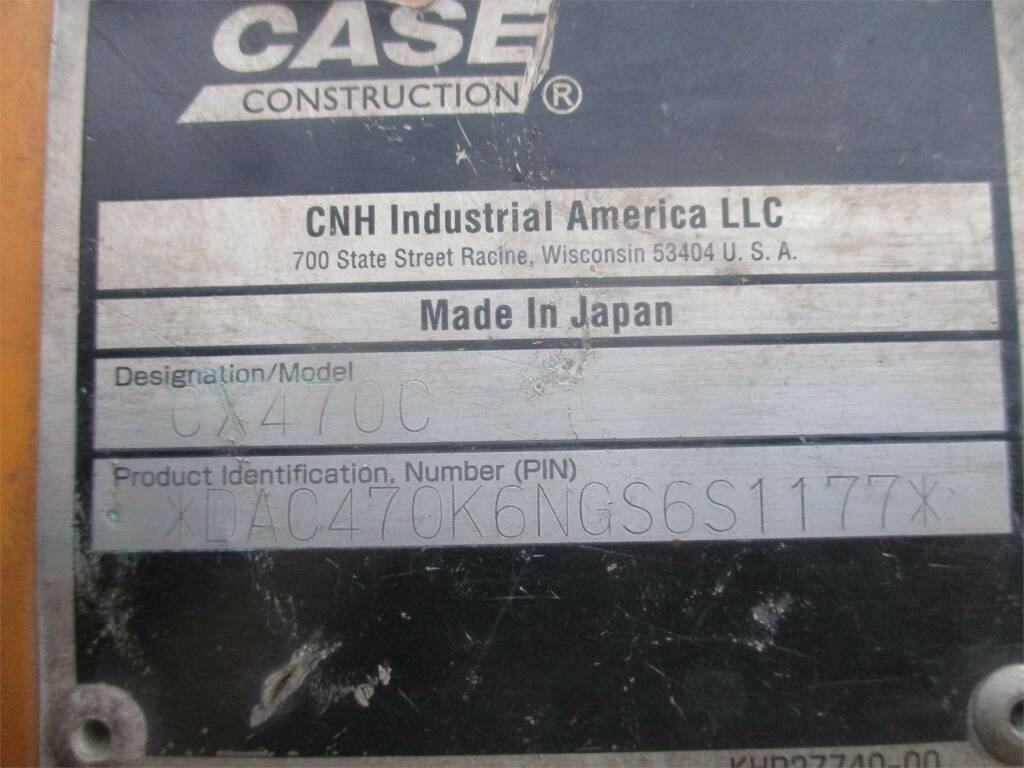 CASE
CONSTRUCTION ®
CNH Industrial America LLC
700 State Street Racine, Wisconsin 53404 U. S. A.
Made In Japan
Designation/Model
CX470C
Product Identification, Number (PIN)
*DAC470K6NGS6S1177*